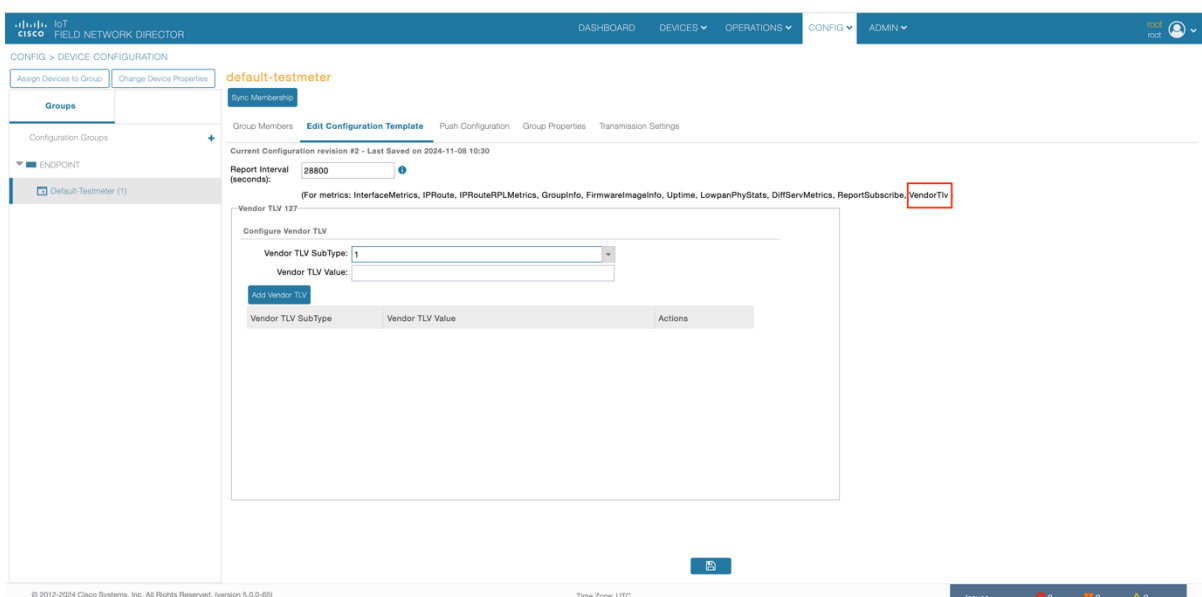 CISCO
IoT
FIELD NETWORK DIRECTOR
DASHBOARD
DEVICES
OPERATIONS
CONFIG
ADMIN
root
root
CONFIG > DEVICE CONFIGURATION
Assign Devices to Group
Change Device Properties
Groups
Configuration Groups
+
ENDPOINT
Default-Testmeter (1)
default-testmeter
Sync Membership
Group Members
Edit Configuration Template
Push Configuration
Group Properties
Transmission Settings
Current Configuration revision #2 - Last Saved on 2024-11-08 10:30
Report Interval
(seconds):
28800
(For metrics: InterfaceMetrics, IPRoute, IPRouteRPLMetrics, GroupInfo, FirmwareImageInfo, Uptime, LowpanPhyStats, DiffServMetrics, ReportSubscribe, VendorTlv
Vendor TLV 127
Configure Vendor TLV
Vendor TLV SubType: 1
Vendor TLV Value:
Add Vendor TLV
Vendor TLV SubType
Vendor TLV Value
Actions
© 2012-2024 Cisco Systems, Inc. All Rights Reserved. (version 5.0.0-65)
Time Zone: UTC
Issues
0
0
0